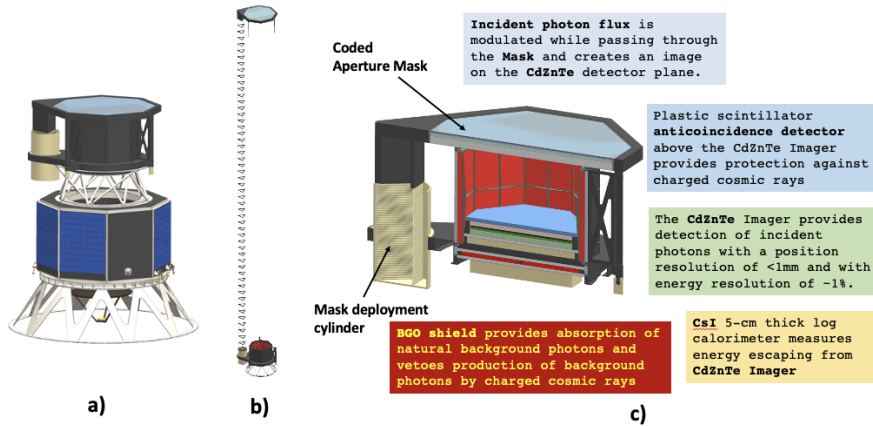 Incident photon flux is
modulated while passing through
the Mask and creates an image
on the CdZnTe detector plane.
Coded
Aperture Mask
Plastic scintillator
anticoincidence detector
above the CdZnTe Imager
provides protection against
charged cosmic rays
The CdZnTe Imager provides
detection of incident
photons with a position
resolution of <1mm and with
energy resolution of ~1%.
Mask deployment
cylinder
BGO shield provides absorption of
natural background photons and
vetoes production of background
photons by charged cosmic rays
CsI 5-cm thick log
calorimeter measures
energy escaping from
CdZnTe Imager
a)
b)
c)